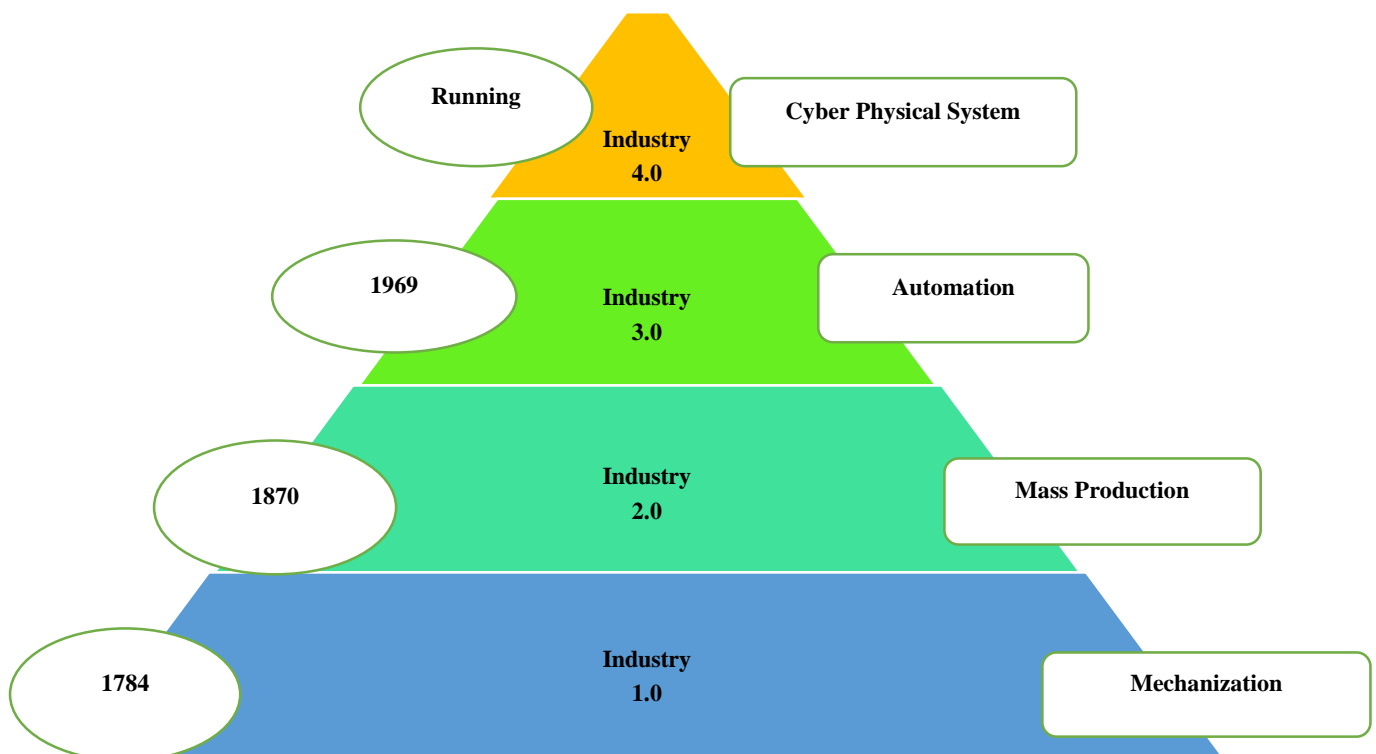 Running
Cyber Physical System
Industry
4.0
1969
Automation
Industry
3.0
1870
Mass Production
Industry
2.0
1784
Mechanization
Industry
1.0